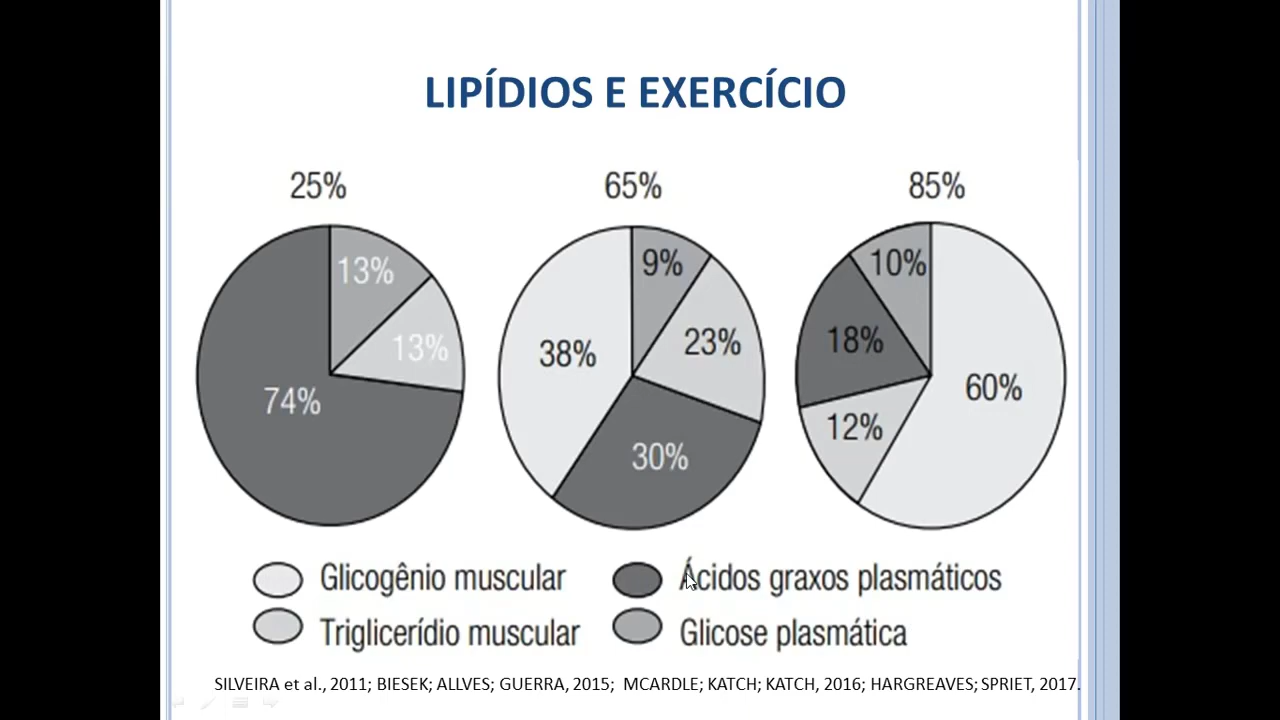 LIPÍDIOS E EXERCÍCIO
25% 65% 85%
13% 9% 10%
13% 23% 18%
38% 60%
74% 30% 12%
Glicogênio muscular Ácidos graxos plasmáticos
Triglicerídio muscular Glicose plasmática
SILVEIRA et al., 2011; BIESEK; ALLVES; GUERRA, 2015; MCARDLE; KATCH; KATCH, 2016; HARGREAVES; SPRIET, 2017.